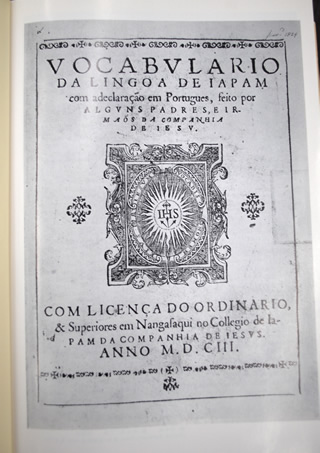 VOCABVLARIO
DA LINGOA DE IAPAM
com adeclaração em Portugues, feito por
ALGVNS PADRES, E IR-
MAÕS DA COMPANHIA
DE IESV.
IHS
COM LICENÇA DO ORDINARIO,
& Superiores em Nangasaqui no Collegio de Ia-
PAM DA COMPANHIA DE IESVS.
ANNO M. D. CIII.